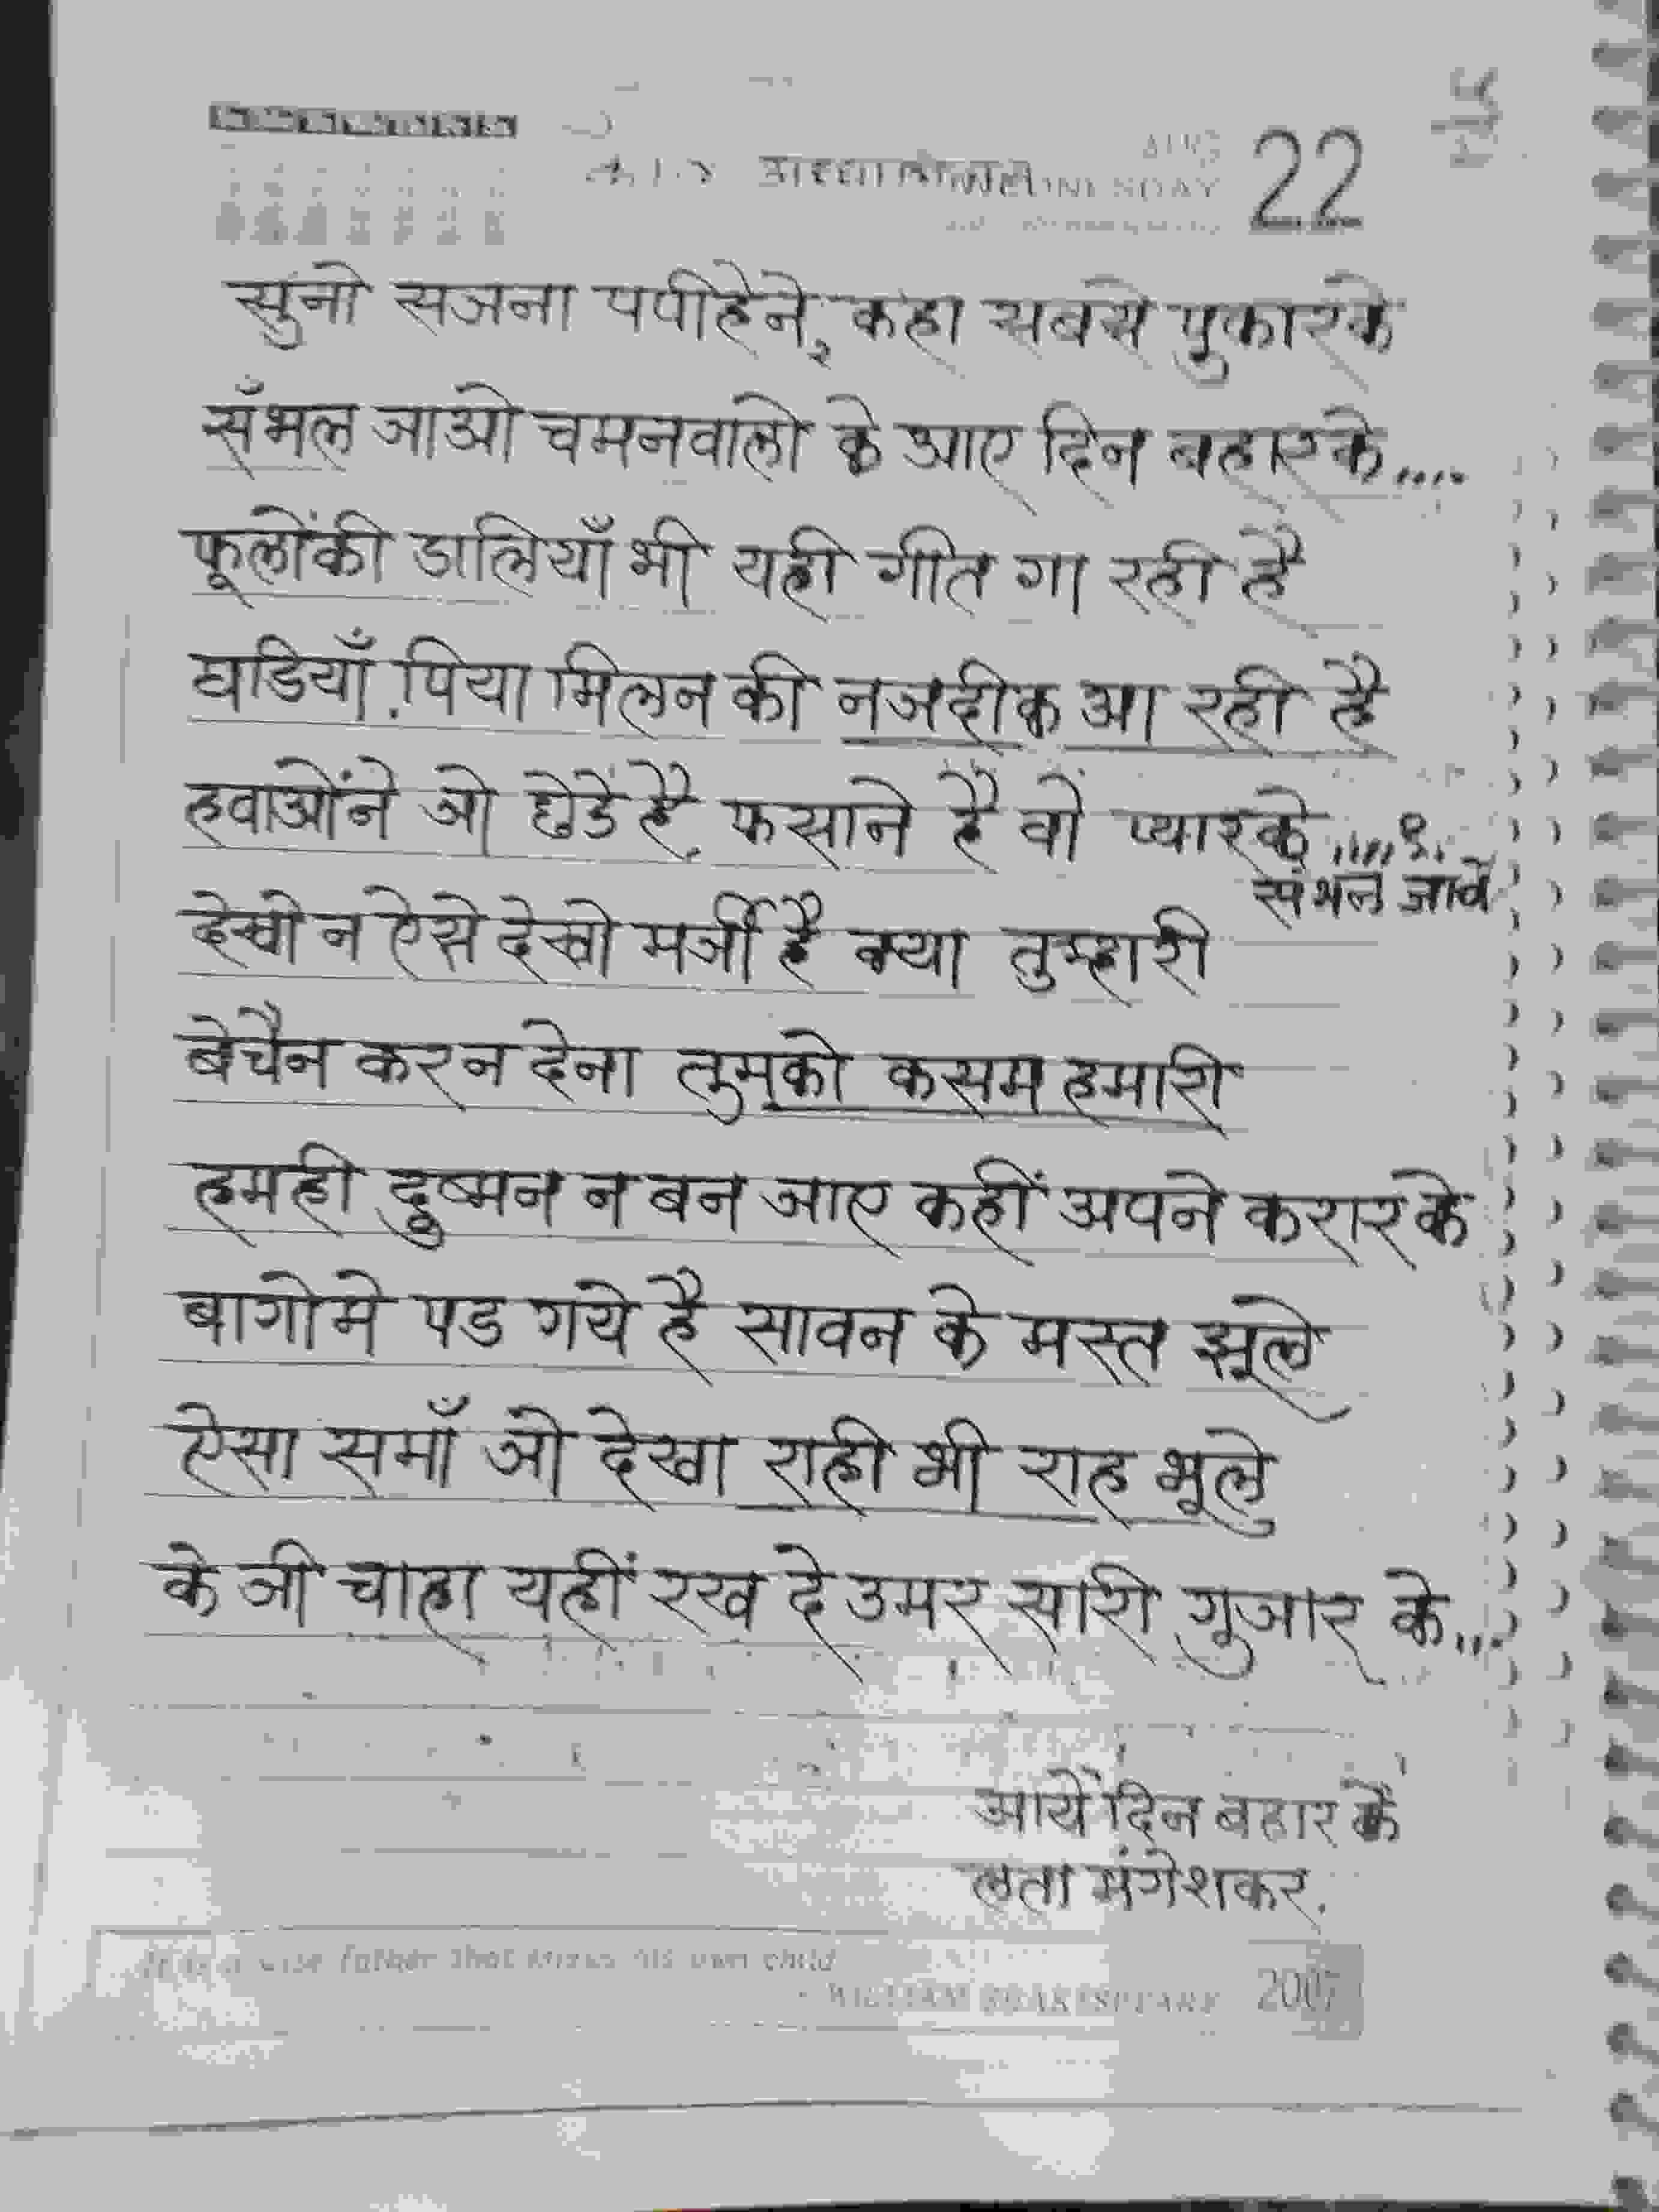 22
सुनो सजना पपीहेने, कहा सबसे पुकारके
सँभल जाओ चमनवालो के आए दिन बहारके....
फूलोंकी डालियाँ भी यही गीत गा रही है
घडियाँ.पिया मिलन की नजदीक आ रही है
हवाओंने जो छेडे है, फसाने है वो प्यारके ....१.
संभल जावो
देखो न ऐसे देखो मर्जी है क्या तुम्हारी
बेचैन कर न देना तुमको कसम हमारी
हमही दुष्मन न बन जाए कहीं अपने करार के
बागोमे पड गये है सावन के मस्त झूले
ऐसा समाँ जो देखा राही भी राह भूले
के जी चाहा यहीं रख दे उमर सारी गुजार के...
आये दिन बहार के
लता मंगेशकर.
It is a wise father that knows his own child
- WILLIAM SHAKESPEARE 2007